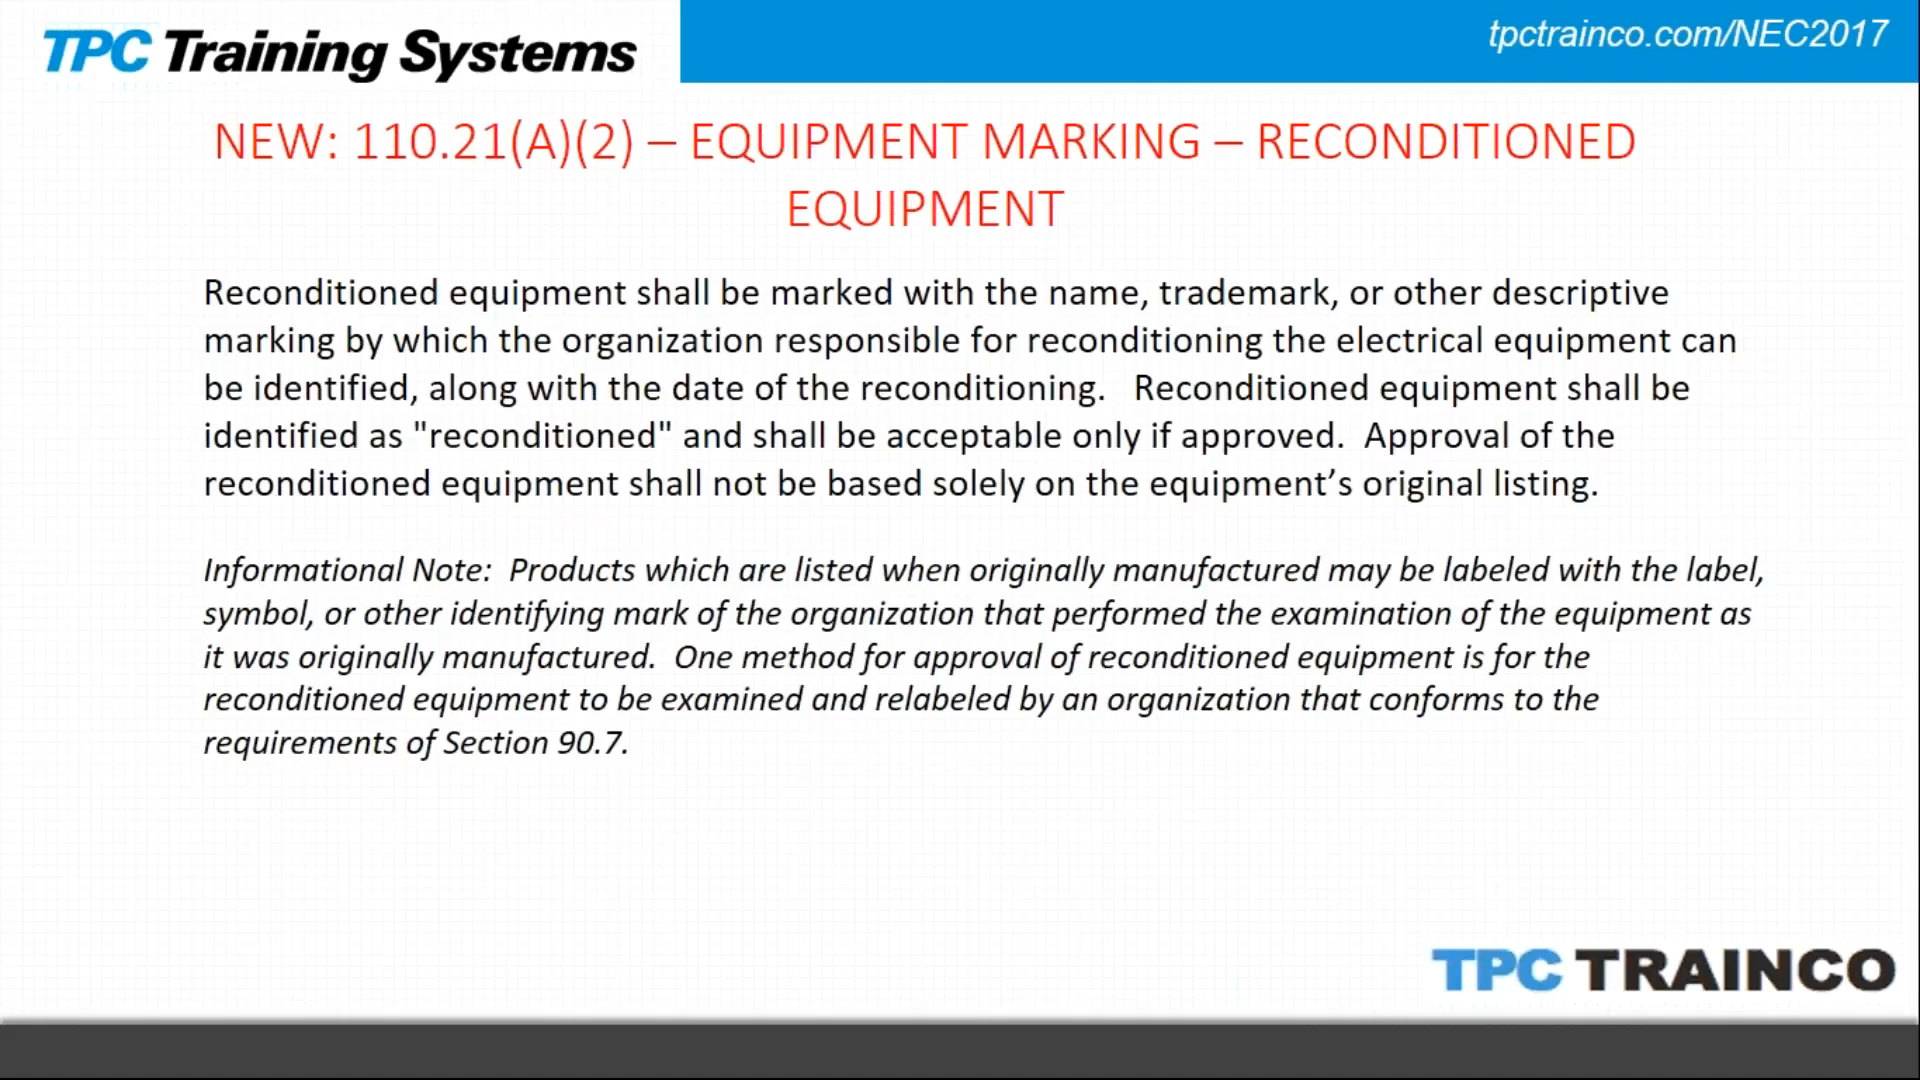 TPC Training Systems
tpctrainco.com/NEC2017
NEW: 110.21(A)(2) – EQUIPMENT MARKING – RECONDITIONED
EQUIPMENT
Reconditioned equipment shall be marked with the name, trademark, or other descriptive
marking by which the organization responsible for reconditioning the electrical equipment can
be identified, along with the date of the reconditioning.   Reconditioned equipment shall be
identified as "reconditioned" and shall be acceptable only if approved.  Approval of the
reconditioned equipment shall not be based solely on the equipment’s original listing.
Informational Note:  Products which are listed when originally manufactured may be labeled with the label,
symbol, or other identifying mark of the organization that performed the examination of the equipment as
it was originally manufactured.  One method for approval of reconditioned equipment is for the
reconditioned equipment to be examined and relabeled by an organization that conforms to the
requirements of Section 90.7.
TPC TRAINCO